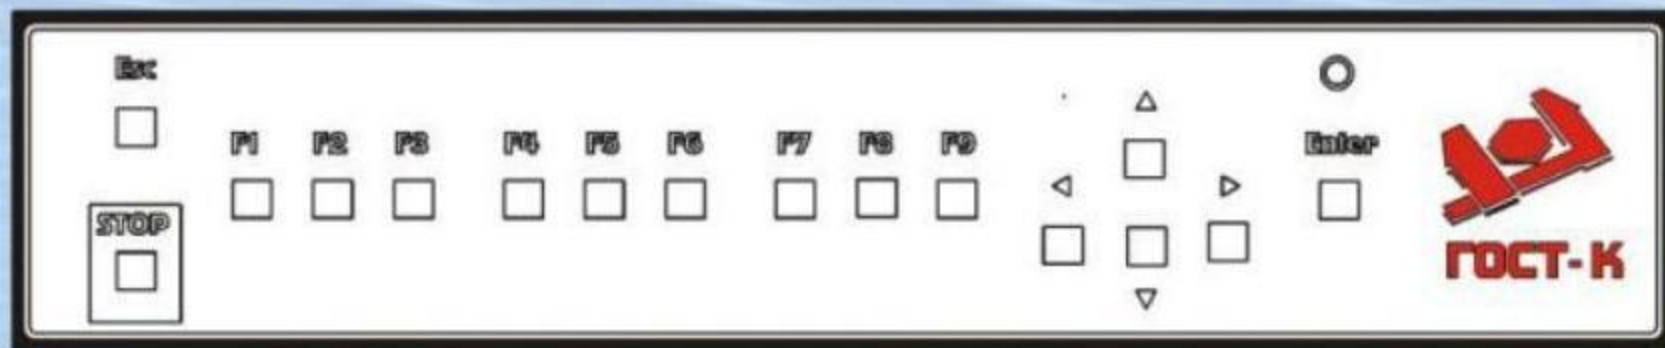 Esc
F1 F2 F3 F4 F5 F6 F7 F8 F9
Enter
STOP
ГОСТ-К